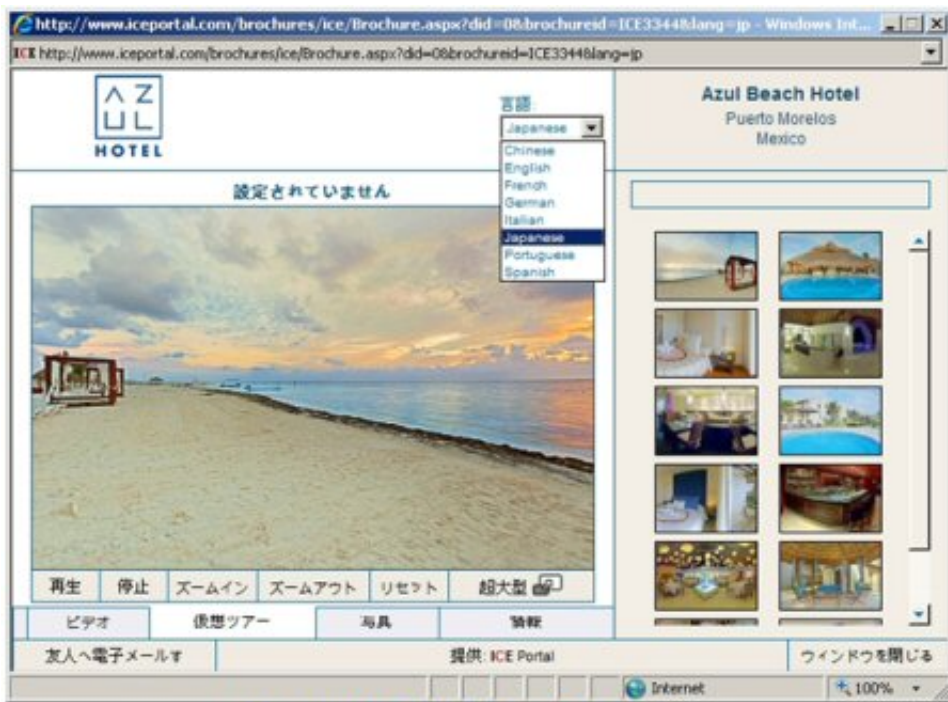 http://www.iceportal.com/brochures/ice/Brochure.aspx?did=0&brochureid=ICE3344&lang=jp - Windows Int...
ICE http://www.iceportal.com/brochures/ice/Brochure.aspx?did=0&brochureid=ICE3344&lang=jp
AZUL
HOTEL
言語:
Japanese
Chinese
English
French
German
Italian
Japanese
Portuguese
Spanish
Azul Beach Hotel
Puerto Morelos
Mexico
設定されていません
再生 停止 ズームイン ズームアウト リセット 超大型
ビデオ 仮想ツアー 写真 情報
友人へ電子メールす 提供: ICE Portal ウィンドウを閉じる
Internet 100%